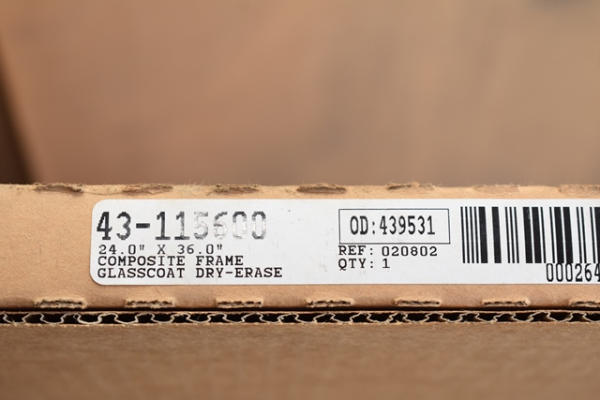 43-115600
24.0" X 36.0"
COMPOSITE FRAME
GLASSCOAT DRY-ERASE
OD:439531
REF: 020802
QTY: 1
000264